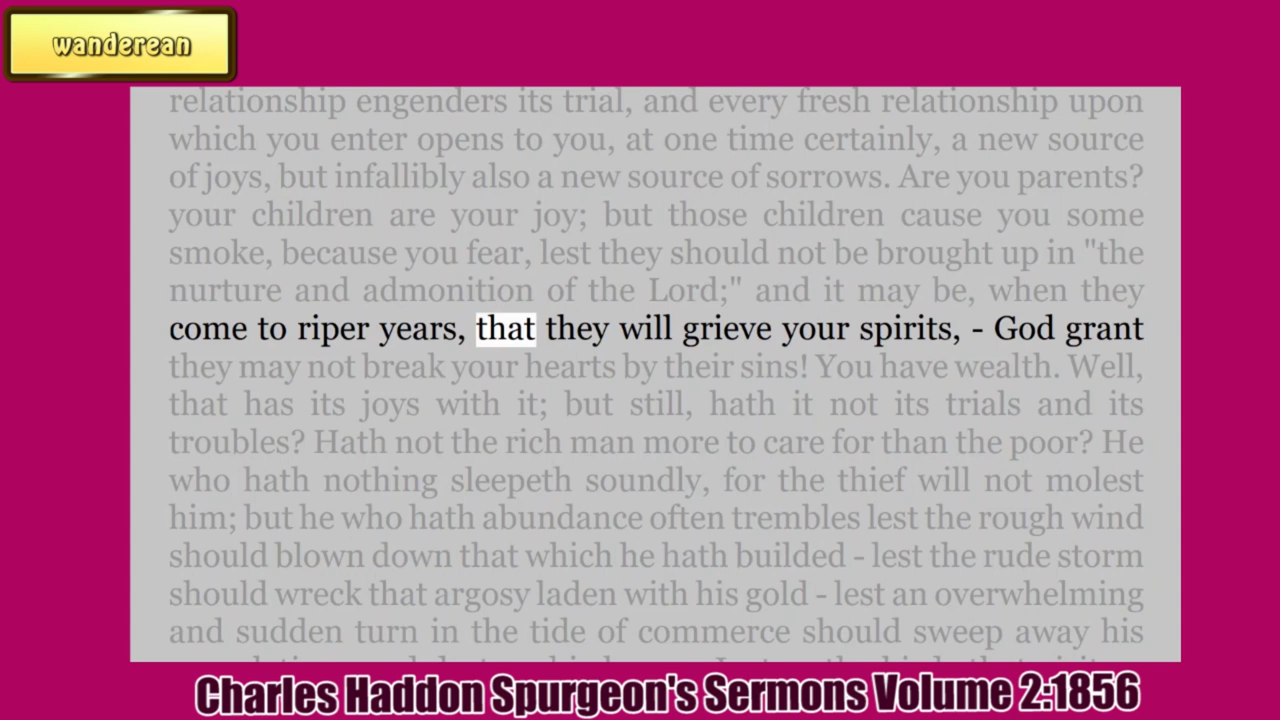 wanderean
relationship engenders its trial, and every fresh relationship upon
which you enter opens to you, at one time certainly, a new source
of joys, but infallibly also a new source of sorrows. Are you parents?
your children are your joy; but those children cause you some
smoke, because you fear, lest they should not be brought up in "the
nurture and admonition of the Lord;" and it may be, when they
come to riper years, that they will grieve your spirits, - God grant
they may not break your hearts by their sins! You have wealth. Well,
that has its joys with it; but still, hath it not its trials and its
troubles? Hath not the rich man more to care for than the poor? He
who hath nothing sleepeth soundly, for the thief will not molest
him; but he who hath abundance often trembles lest the rough wind
should blown down that which he hath builded - lest the rude storm
should wreck that argosy laden with his gold - lest an overwhelming
and sudden turn in the tide of commerce should sweep away his
Charles Haddon Spurgeon's Sermons Volume 2:1856